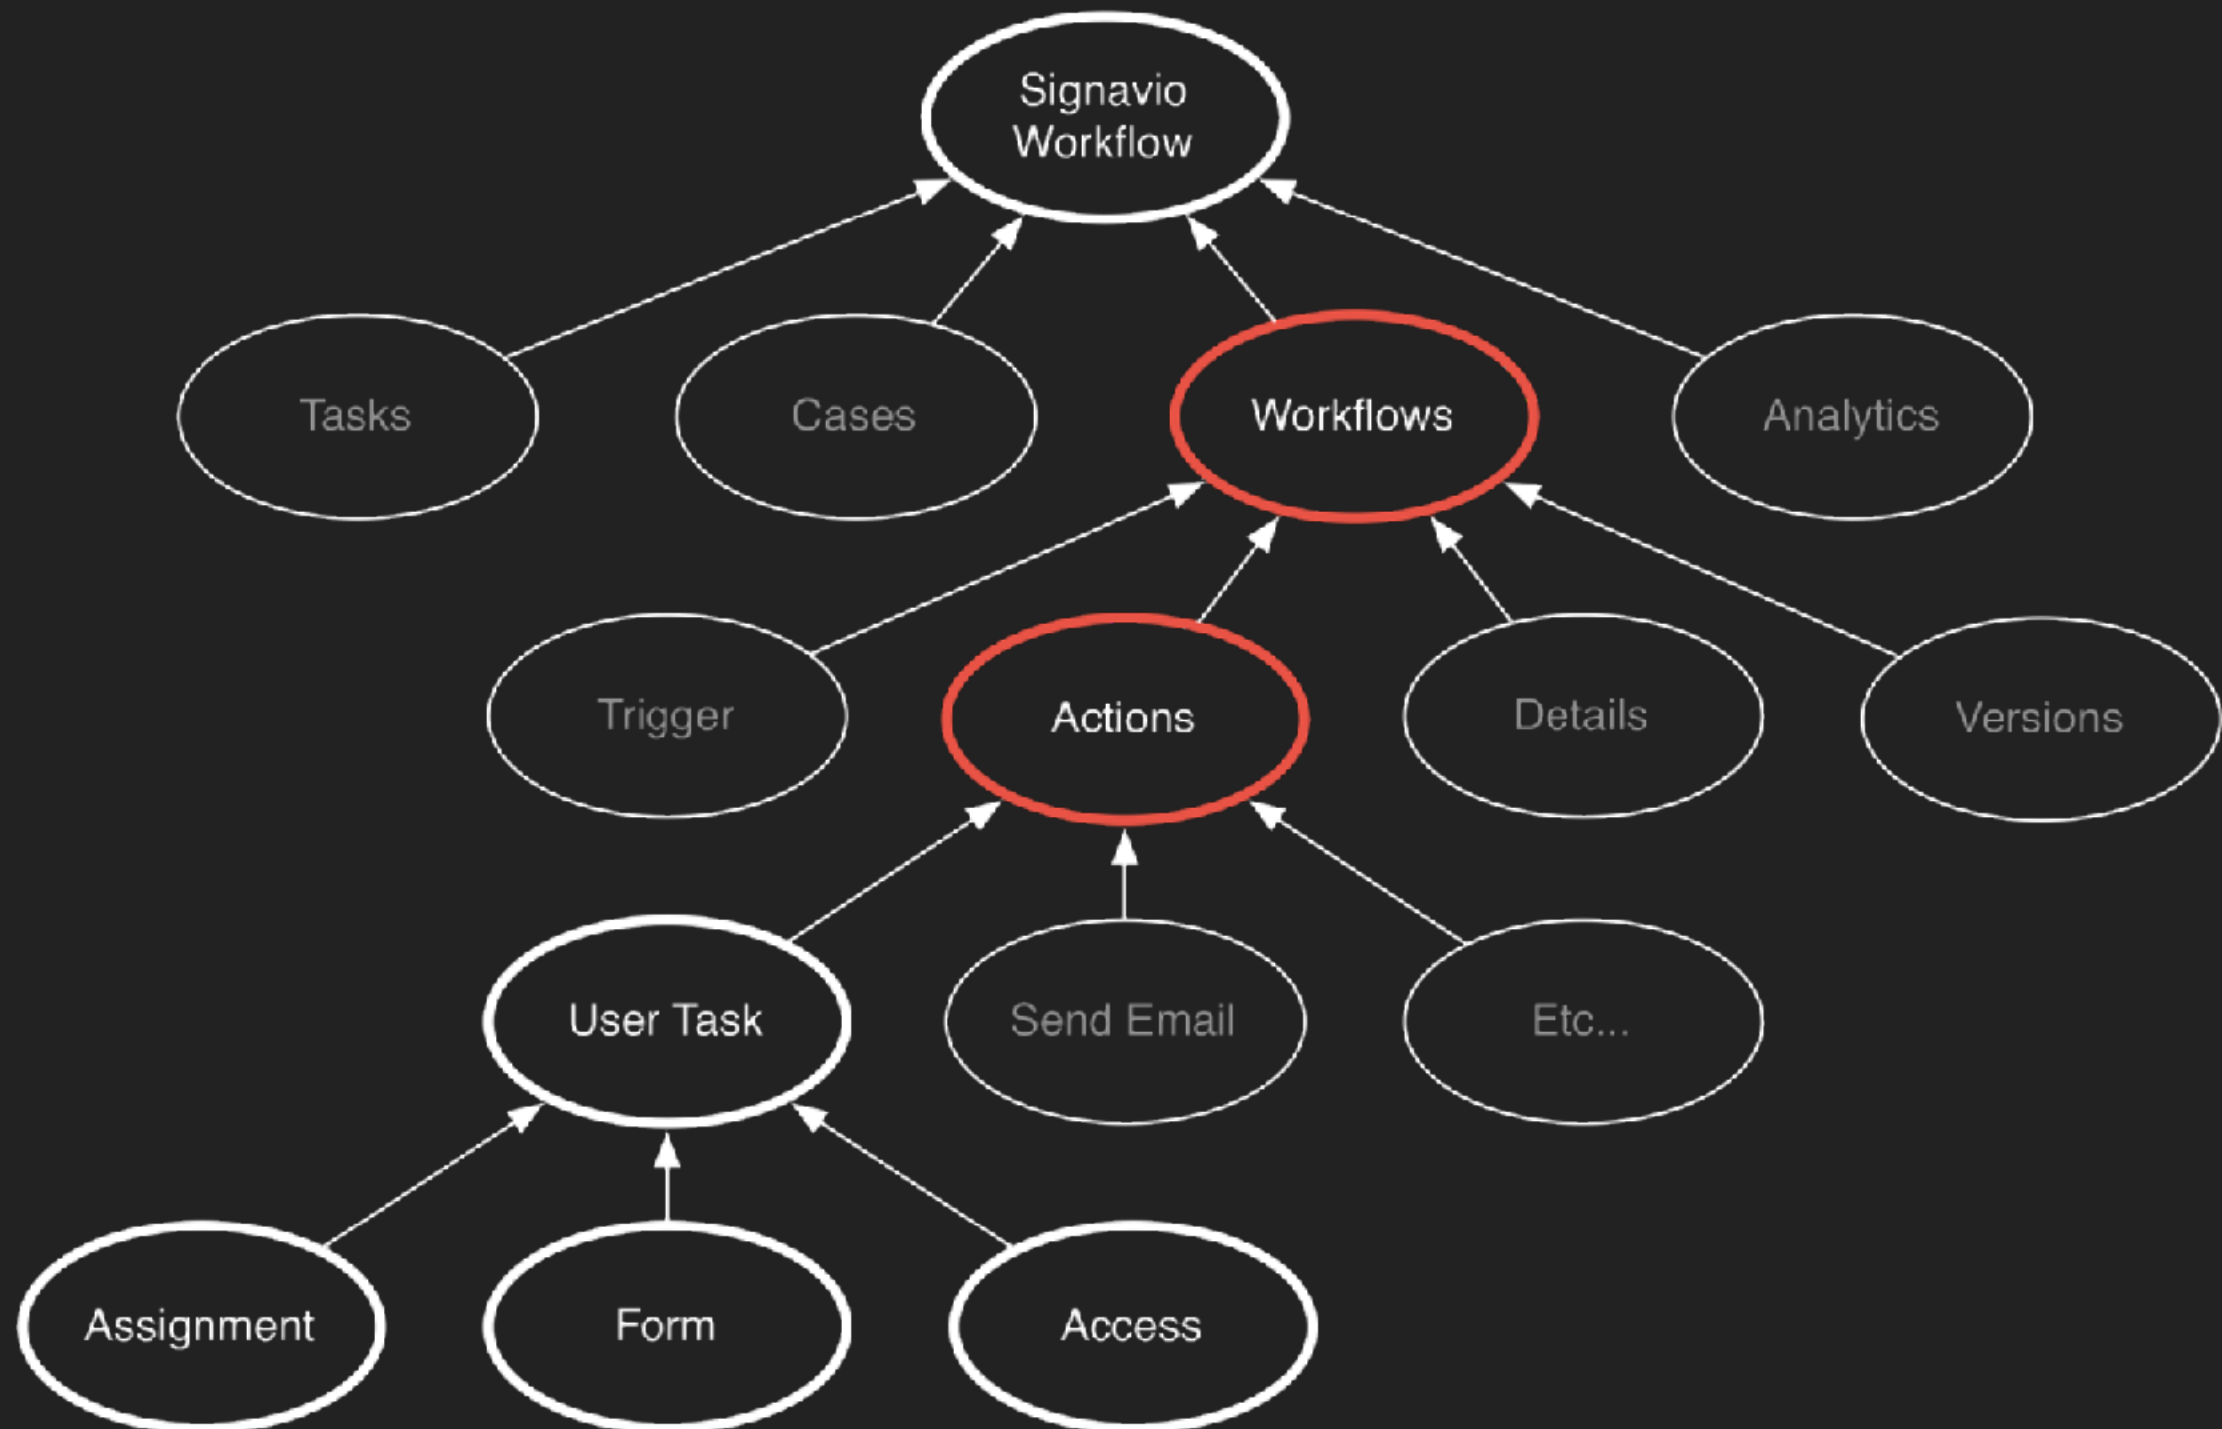 Signavio
Workflow
Tasks
Cases
Workflows
Analytics
Trigger
Actions
Details
Versions
User Task
Send Email
Etc...
Assignment
Form
Access